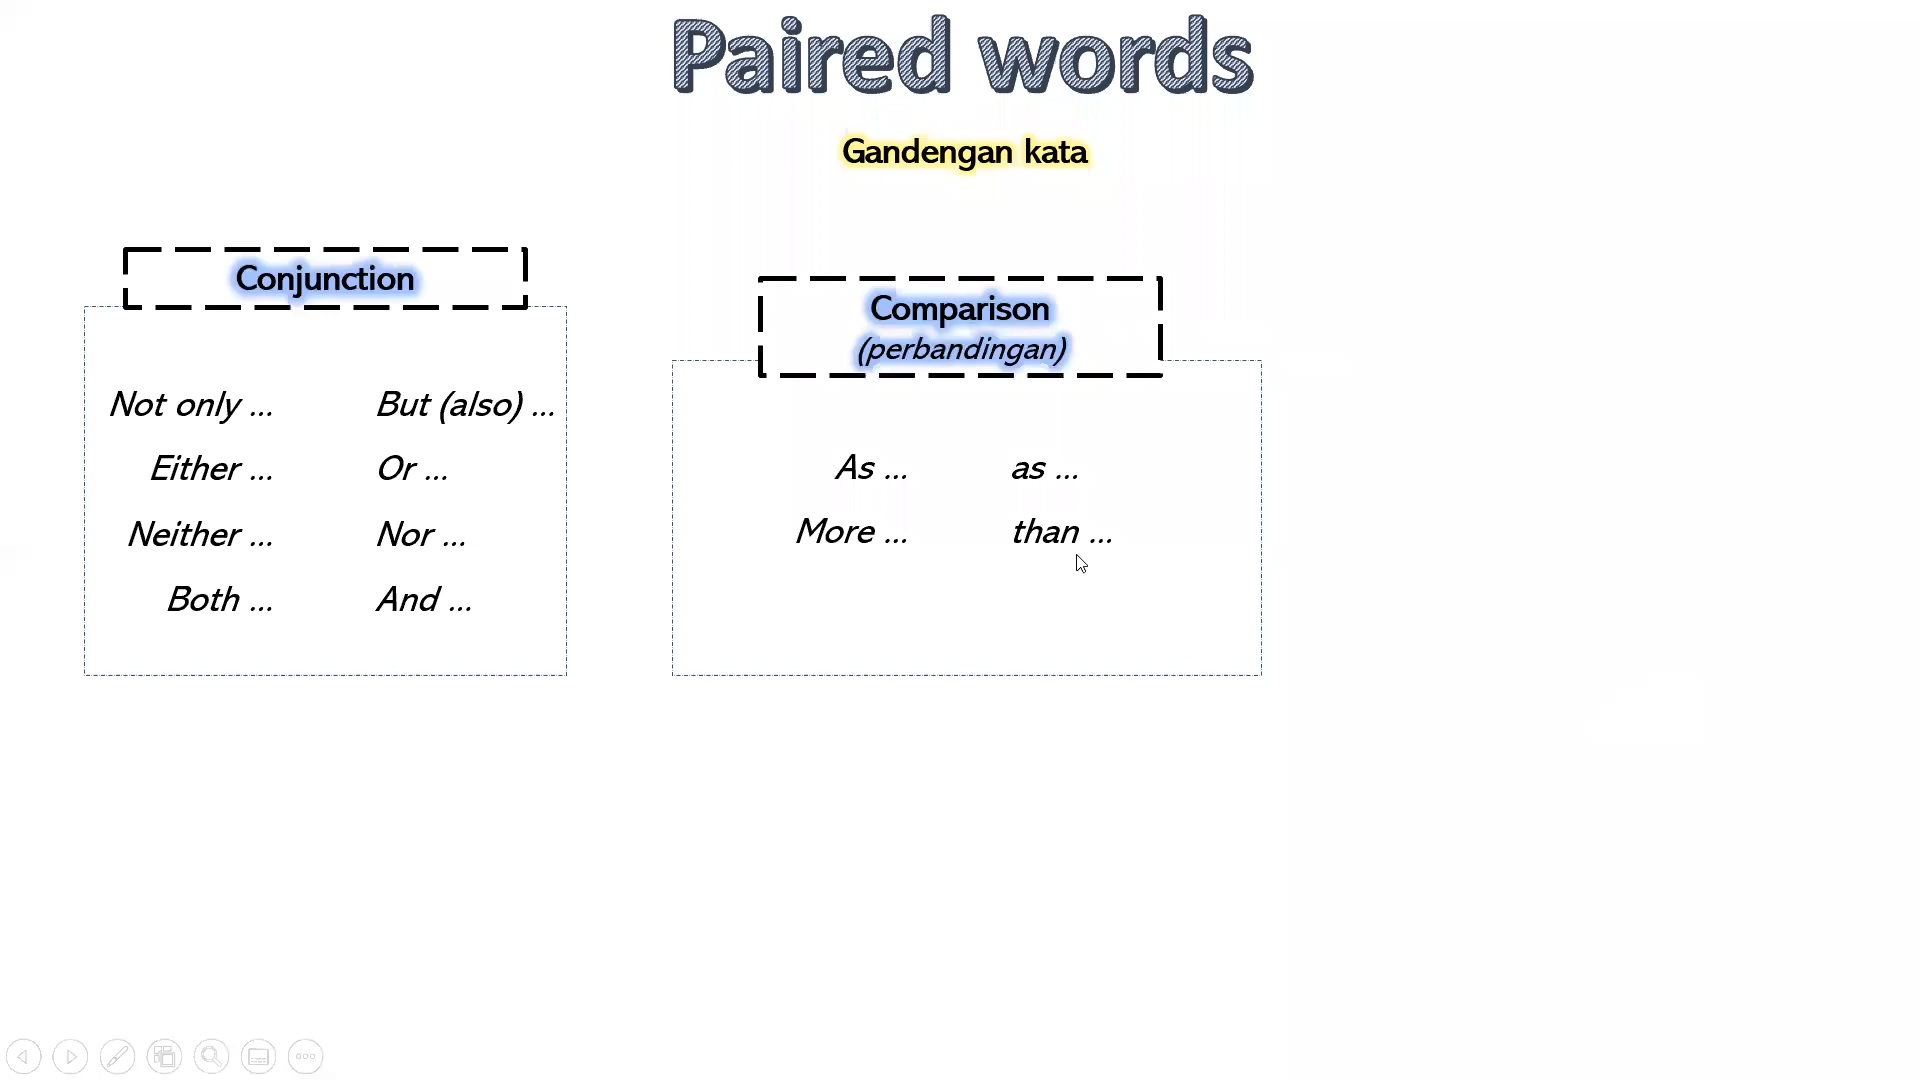 Paired words
Gandengan kata
Conjunction
Not only ... But (also) ...
Either ... Or ...
Neither ... Nor ...
Both ... And ...
Comparison
(perbandingan)
As ... as ...
More ... than ...